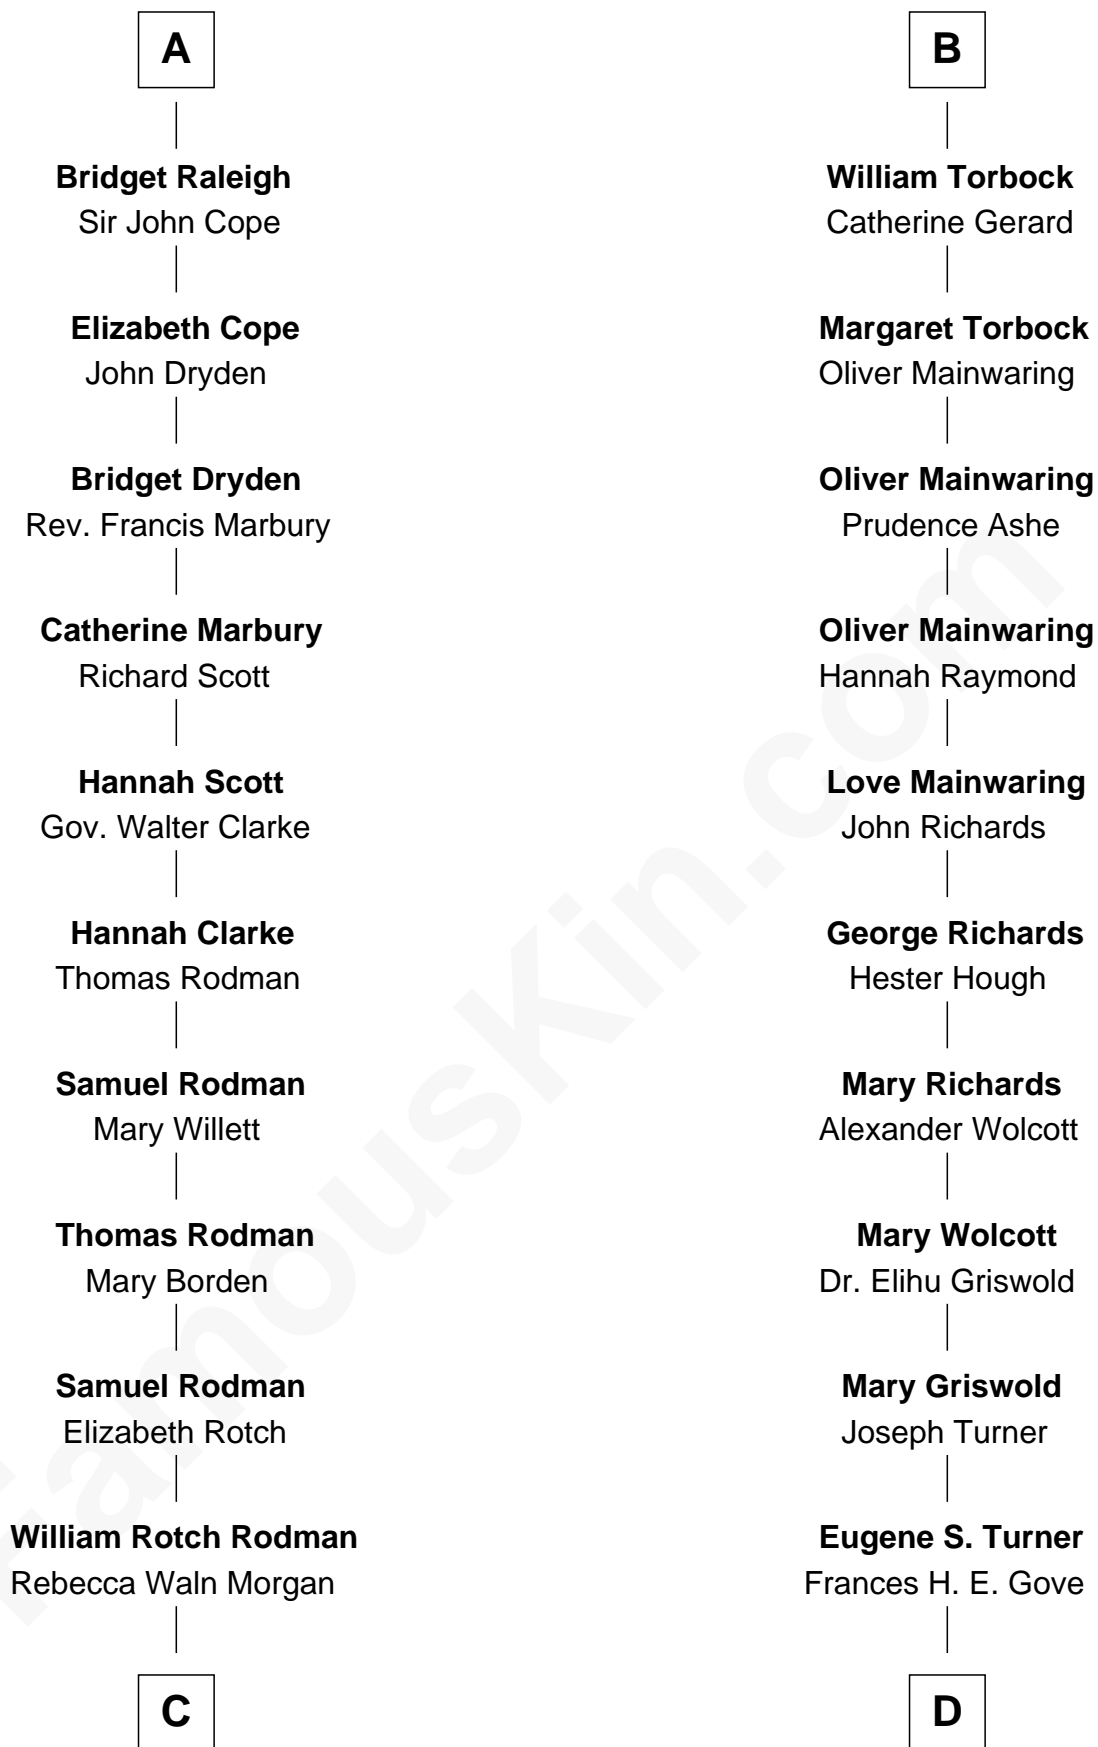 A
Bridget Raleigh
Sir John Cope
Elizabeth Cope
John Dryden
Bridget Dryden
Rev. Francis Marbury
Catherine Marbury
Richard Scott
Hannah Scott
Gov. Walter Clarke
Hannah Clarke
Thomas Rodman
Samuel Rodman
Mary Willett
Thomas Rodman
Mary Borden
Samuel Rodman
Elizabeth Rotch
William Rotch Rodman
Rebecca Waln Morgan
C
B
William Torbock
Catherine Gerard
Margaret Torbock
Oliver Mainwaring
Oliver Mainwaring
Prudence Ashe
Oliver Mainwaring
Hannah Raymond
Love Mainwaring
John Richards
George Richards
Hester Hough
Mary Richards
Alexander Wolcott
Mary Wolcott
Dr. Elihu Griswold
Mary Griswold
Joseph Turner
Eugene S. Turner
Frances H. E. Gove
D
FamousKin.com